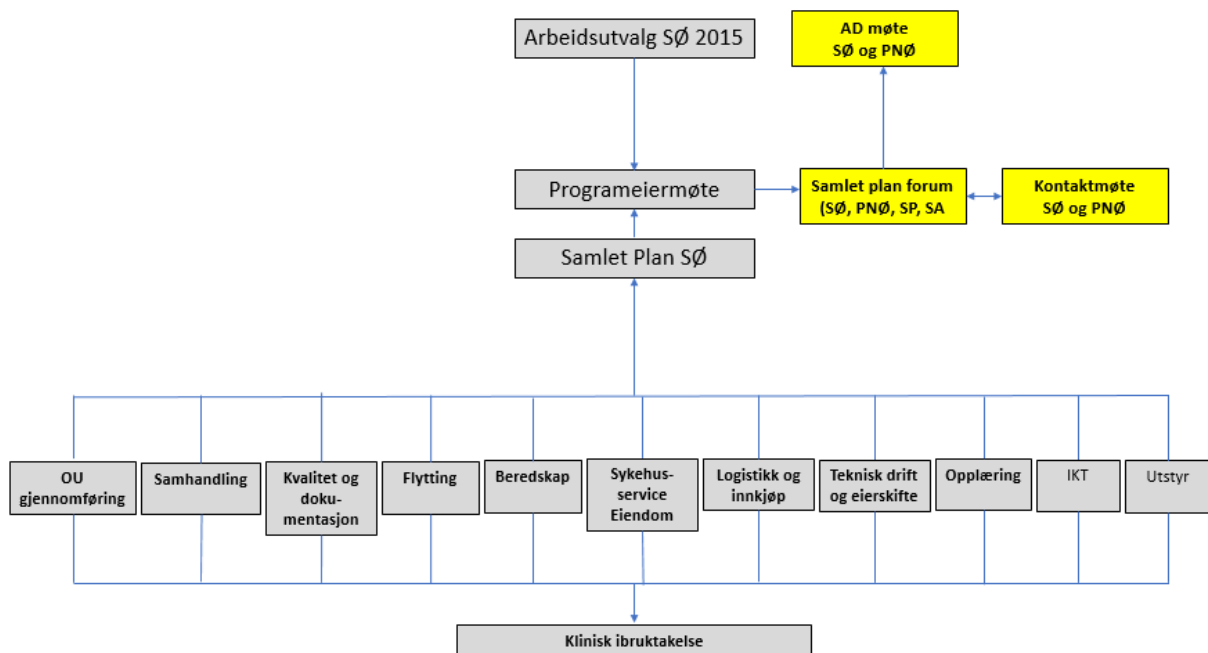 Arbeidsutvalg SØ 2015
AD møte
SØ og PNØ
Programeiermøte
Samlet plan forum
(SØ, PNØ, SP, SA
Kontaktmøte
SØ og PNØ
Samlet Plan SØ
OU
gjennomføring
Samhandling
Kvalitet og
doku-
mentasjon
Flytting
Beredskap
Sykehus-
service
Eiendom
Logistikk og
innkjøp
Teknisk drift
og eierskifte
Opplæring
IKT
Utstyr
Klinisk ibruktakelse